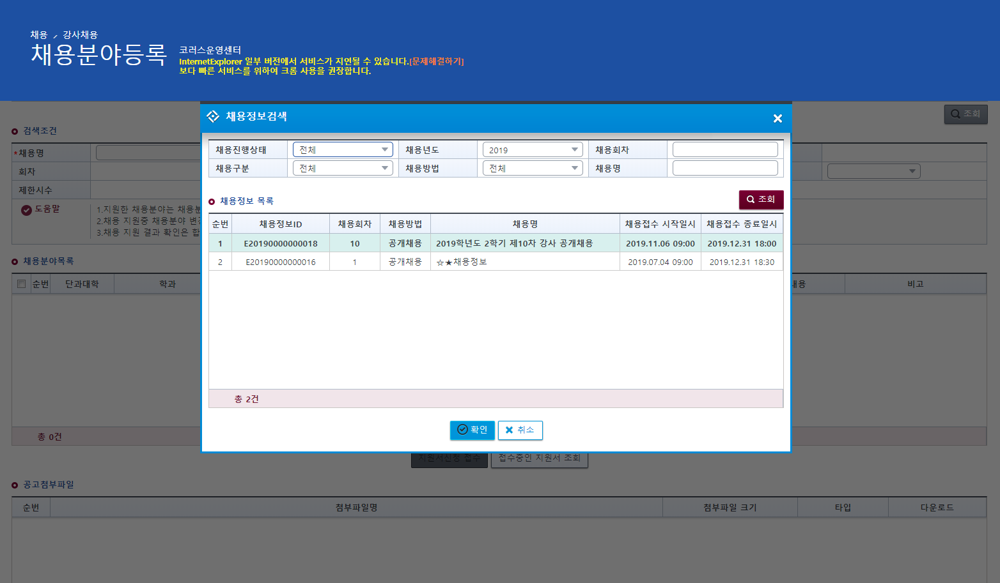 채용 강사채용
채용분야등록
코러스운영센터
InternetExplorer 일부 버전에서 서비스가 지연될 수 있습니다.[문제해결하기]
보다 빠른 서비스를 위하여 크롬 사용을 권장합니다.
조회
검색조건
*채용명
회차
제한시수
도움말
1.지원한 채용분야는 채용분
2.채용 지원중 채용분야 변경
3.채용 지원 결과 확인은 합
채용분야목록
순번 단과대학 학과 내용 비고
총 0건
채용정보검색
채용진행상태 전체 채용년도 2019 채용회차
채용구분 전체 채용방법 전체 채용명
채용정보 목록 조회
순번 채용정보ID 채용회차 채용방법 채용명 채용접수 시작일시 채용접수 종료일시
1 E20190000000018 10 공개채용 2019학년도 2학기 제10차 강사 공개채용 2019.11.06 09:00 2019.12.31 18:00
2 E20190000000016 1 공개채용 ☆★채용정보 2019.07.04 09:00 2019.12.31 18:30
총 2건
확인 취소
지원서신청 접수 접수중인 지원서 조회
공고첨부파일
순번 첨부파일명 첨부파일 크기 타입 다운로드